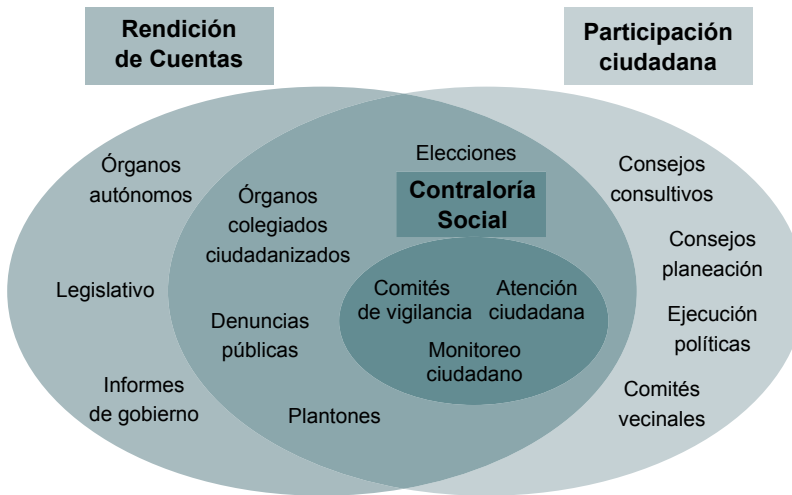 Rendición
de Cuentas
Participación
ciudadana
Órganos
autónomos
Legislativo
Informes
de gobierno
Órganos
colegiados
ciudadanizados
Denuncias
públicas
Plantones
Elecciones
Contraloría
Social
Comités
de vigilancia
Atención
ciudadana
Monitoreo
ciudadano
Consejos
consultivos
Consejos
planeación
Ejecución
políticas
Comités
vecinales